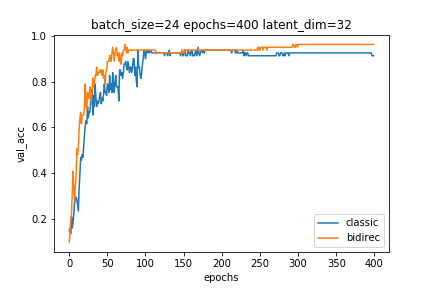 batch_size=24 epochs=400 latent_dim=32
1.0
0.8
0.6
0.4
0.2
val_acc
0 50 100 150 200 250 300 350 400
epochs
classic
bidirec